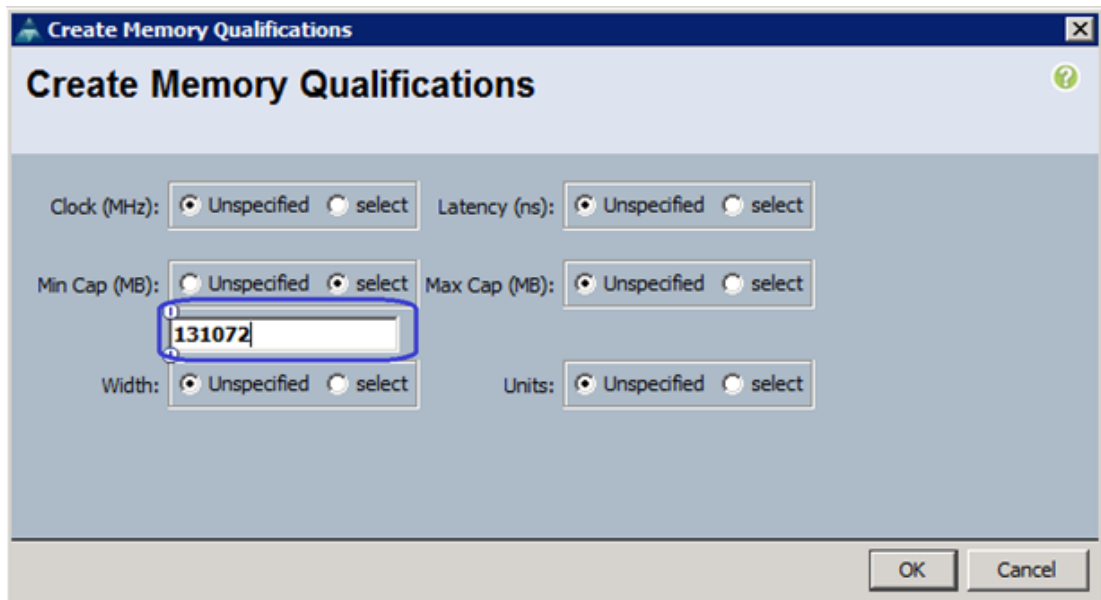 Create Memory Qualifications
Create Memory Qualifications
?
Clock (MHz): Unspecified select Latency (ns): Unspecified select
Min Cap (MB): Unspecified select Max Cap (MB): Unspecified select
131072
Width: Unspecified select Units: Unspecified select
OK Cancel